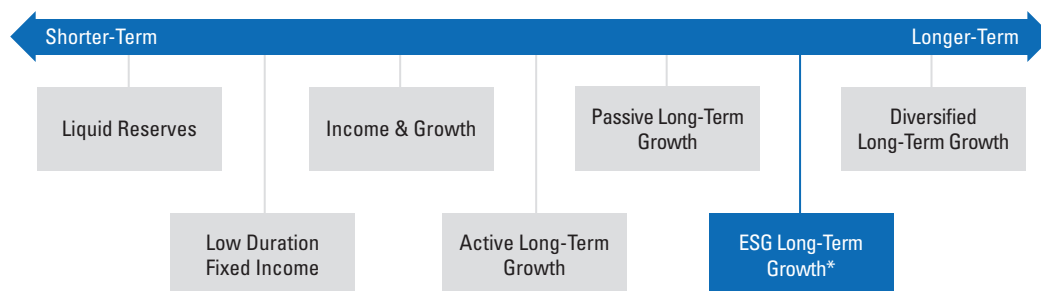 Shorter-Term
Longer-Term
Liquid Reserves
Income & Growth
Passive Long-Term
Growth
Diversified
Long-Term Growth
Low Duration
Fixed Income
Active Long-Term
Growth
ESG Long-Term
Growth*